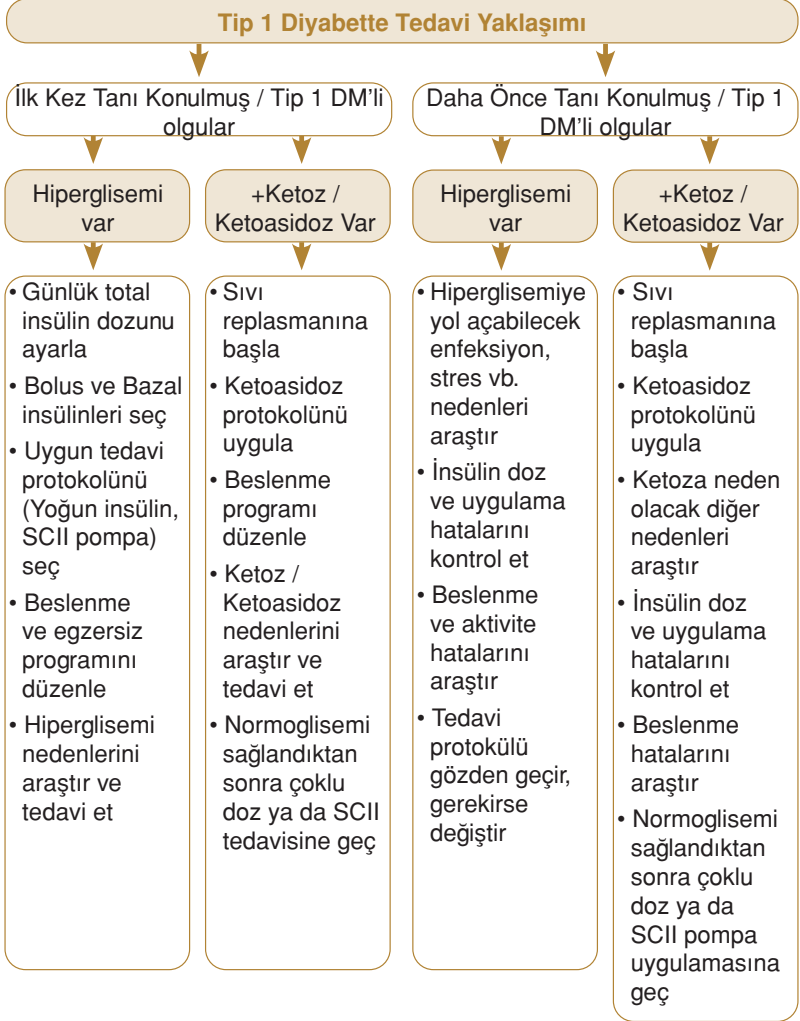 Tip 1 Diyabette Tedavi Yaklaşımı
İlk Kez Tanı Konulmuş / Tip 1 DM'li
olgular
Daha Önce Tanı Konulmuş / Tip 1
DM'li olgular
Hiperglisemi
var
+Ketoz /
Ketoasidoz Var
Hiperglisemi
var
+Ketoz /
Ketoasidoz Var
• Günlük total
insülin dozunu
ayarla
• Bolus ve Bazal
insülinleri seç
• Uygun tedavi
protokolünü
(Yoğun insülin,
SCII pompa)
seç
• Beslenme
ve egzersiz
programını
düzenle
• Hiperglisemi
nedenlerini
araştır ve
tedavi et
• Sıvı
replasmanına
başla
• Ketoasidoz
protokolünü
uygula
• Beslenme
programı
düzenle
• Ketoz /
Ketoasidoz
nedenlerini
araştır ve
tedavi et
• Normoglisemi
sağlandıktan
sonra çoklu
doz ya da SCII
tedavisine geç
• Hiperglisemiye
yol açabilecek
enfeksiyon,
stres vb.
nedenleri
araştır
• İnsülin doz
ve uygulama
hatalarını
kontrol et
• Beslenme
ve aktivite
hatalarını
araştır
• Tedavi
protokülü
gözden geçir,
gerekirse
değiştir
• Sıvı
replasmanına
başla
• Ketoasidoz
protokolünü
uygula
• Ketoza neden
olacak diğer
nedenleri
araştır
• İnsülin doz
ve uygulama
hatalarını
kontrol et
• Beslenme
hatalarını
araştır
• Normoglisemi
sağlandıktan
sonra çoklu
doz ya da
SCII pompa
uygulamasına
geç